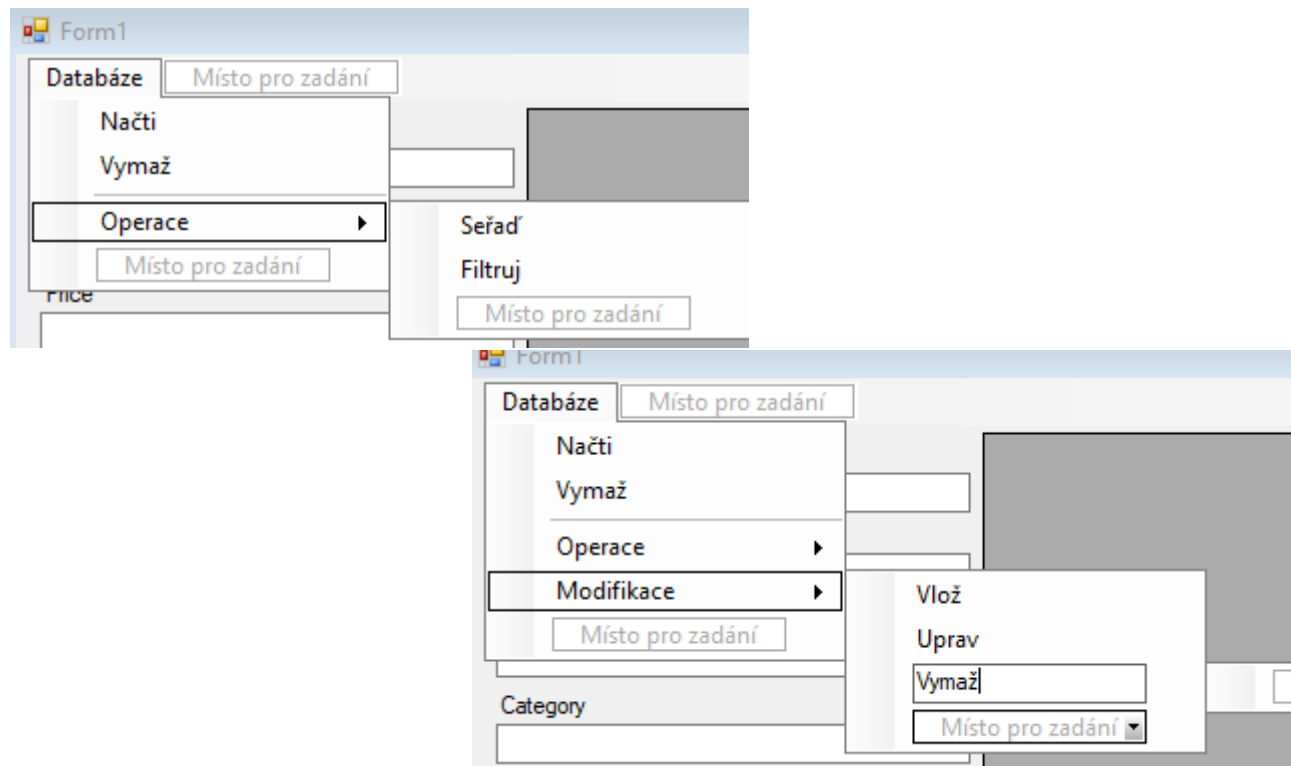 Form1
Databáze Místo pro zadání
Načti
Vymaž
Operace
Seřaď
Místo pro zadání
Filtruj
Price
Místo pro zadání
Form1
Databáze Místo pro zadání
Načti
Vymaž
Operace
Modifikace
Vlož
Místo pro zadání
Uprav
Vymaž
Category
Místo pro zadání